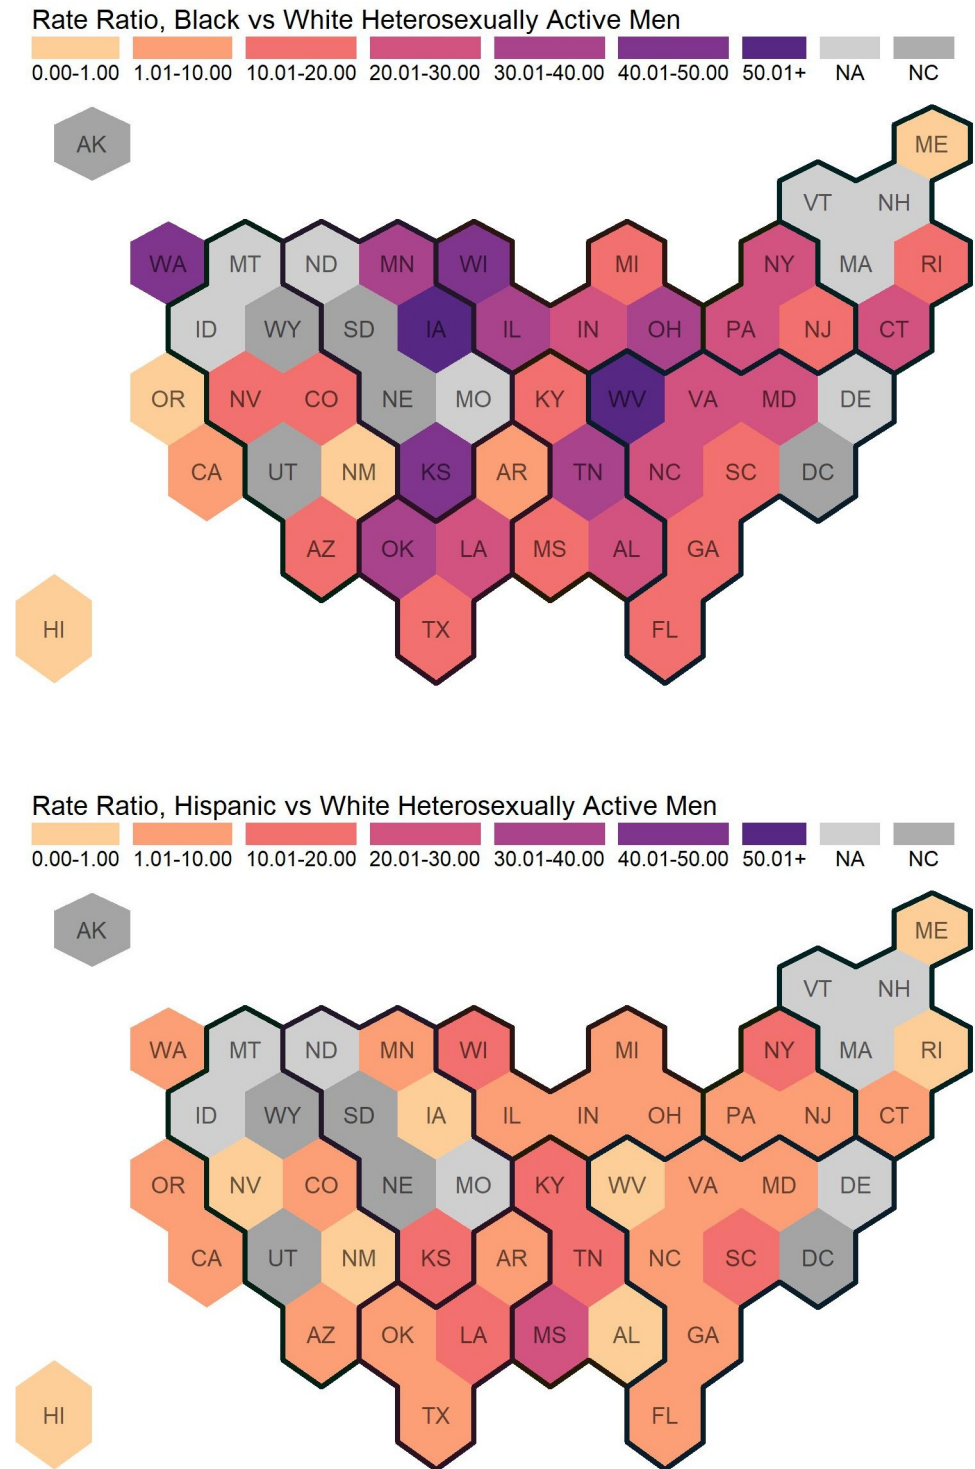 Rate Ratio, Black vs White Heterosexually Active Men
0.00-1.00 1.01-10.00 10.01-20.00 20.01-30.00 30.01-40.00 40.01-50.00 50.01+ NA NC
AK ME
VT NH
WA MT ND MN WI MI NY MA RI
ID WY SD IA IL IN OH PA NJ CT
OR NV CO NE MO KY WV VA MD DE
CA UT NM KS AR TN NC SC DC
AZ OK LA MS AL GA
HI TX FL
Rate Ratio, Hispanic vs White Heterosexually Active Men
0.00-1.00 1.01-10.00 10.01-20.00 20.01-30.00 30.01-40.00 40.01-50.00 50.01+ NA NC
AK ME
VT NH
WA MT ND MN WI MI NY MA RI
ID WY SD IA IL IN OH PA NJ CT
OR NV CO NE MO KY WV VA MD DE
CA UT NM KS AR TN NC SC DC
AZ OK LA MS AL GA
HI TX FL